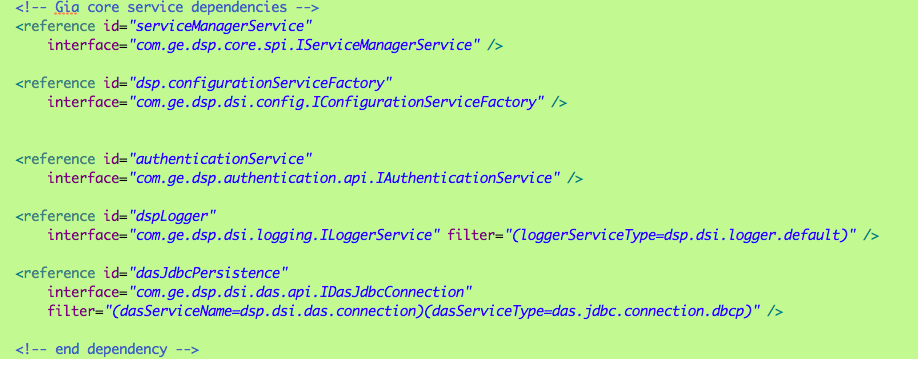 <!-- Gia core service dependencies -->
<reference id="serviceManagerService"
interface="com.ge.dsp.core.spi.IServiceManagerService" />
<reference id="dsp.configurationServiceFactory"
interface="com.ge.dsp.dsi.config.IConfigurationServiceFactory" />
<reference id="authenticationService"
interface="com.ge.dsp.authentication.api.IAuthenticationService" />
<reference id="dspLogger"
interface="com.ge.dsp.dsi.logging.ILoggerService" filter="(loggerServiceType=dsp.dsi.logger.default)" />
<reference id="dasJdbcPersistence"
interface="com.ge.dsp.dsi.das.api.IDasJdbcConnection"
filter="(dasServiceName=dsp.dsi.das.connection)(dasServiceType=das.jdbc.connection.dbcp)" />
<!-- end dependency -->